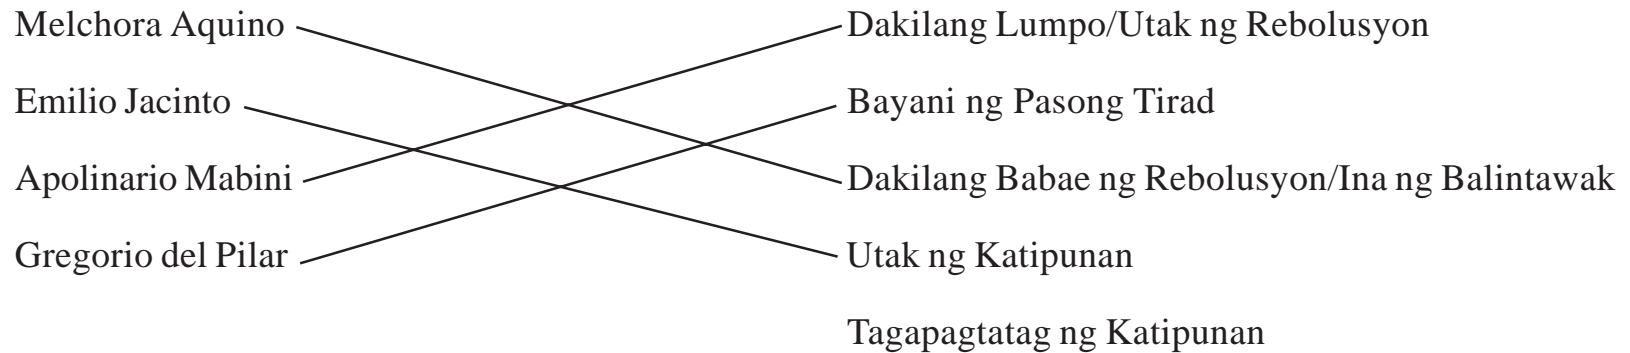 Melchora Aquino Dakilang Lumpo/Utak ng Rebolusyon
Emilio Jacinto Bayani ng Pasong Tirad
Apolinario Mabini Dakilang Babae ng Rebolusyon/Ina ng Balintawak
Gregorio del Pilar Utak ng Katipunan
Tagapagtatag ng Katipunan